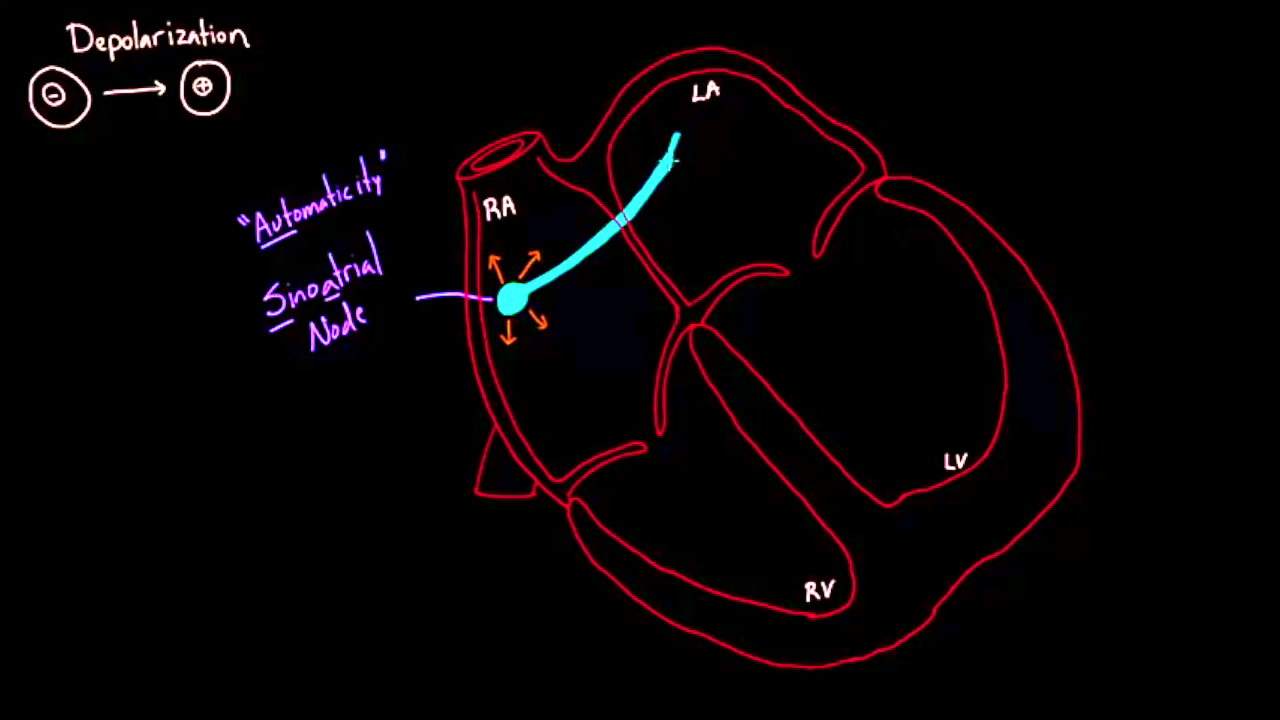 Depolarization
- → +
"Automaticity"
Sinoatrial
Node
RA
LA
LV
RV